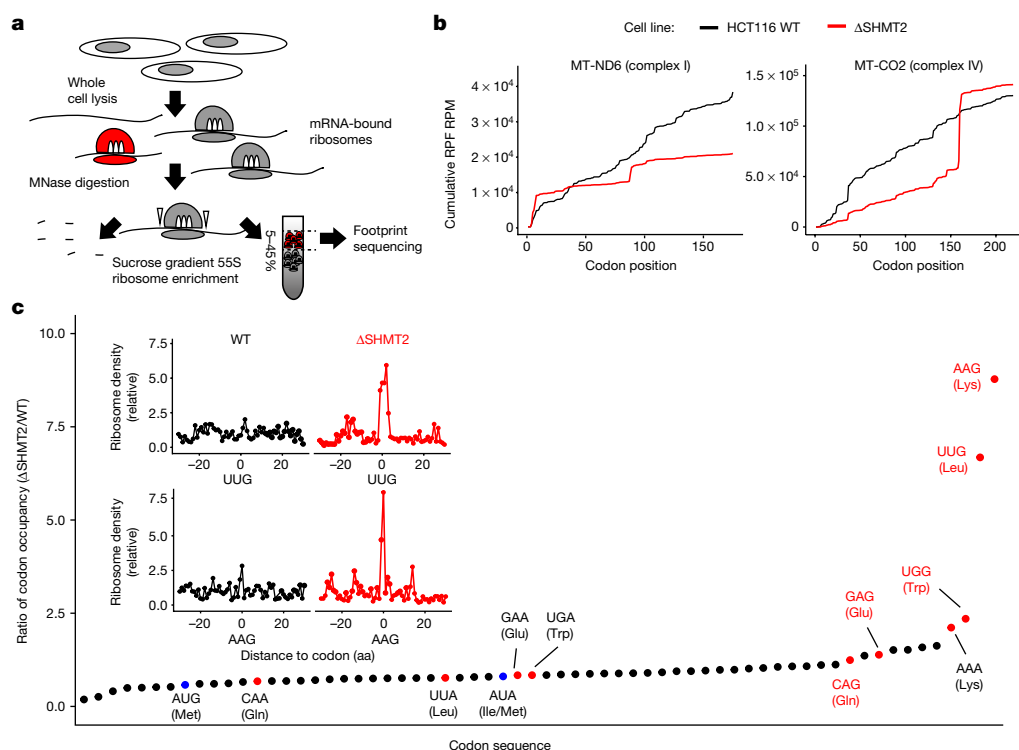 a
Whole
cell lysis
mRNA-bound
ribosomes
MNase digestion
5–45%
Footprint
sequencing
Sucrose gradient 55S
ribosome enrichment
b
Cell line: HCT116 WT ΔSHMT2
MT-ND6 (complex I)
Cumulative RPF RPM
4 × 10⁴
3 × 10⁴
2 × 10⁴
1 × 10⁴
0
0 50 100 150
Codon position
MT-CO2 (complex IV)
1.5 × 10⁵
1.0 × 10⁵
5.0 × 10⁴
0
0 50 100 150 200
Codon position
c
Ratio of codon occupancy (ΔSHMT2/WT)
10.0
7.5
5.0
2.5
0.0
WT
ΔSHMT2
Ribosome density
(relative)
7.5
5.0
2.5
0
−20 0 20
UUG
−20 0 20
UUG
Ribosome density
(relative)
7.5
5.0
2.5
0.0
−20 0 20
AAG
−20 0 20
AAG
Distance to codon (aa)
AUG
(Met)
CAA
(Gln)
UUA
(Leu)
AUA
(Ile/Met)
GAA
(Glu)
UGA
(Trp)
CAG
(Gln)
GAG
(Glu)
AAA
(Lys)
UGG
(Trp)
UUG
(Leu)
AAG
(Lys)
Codon sequence